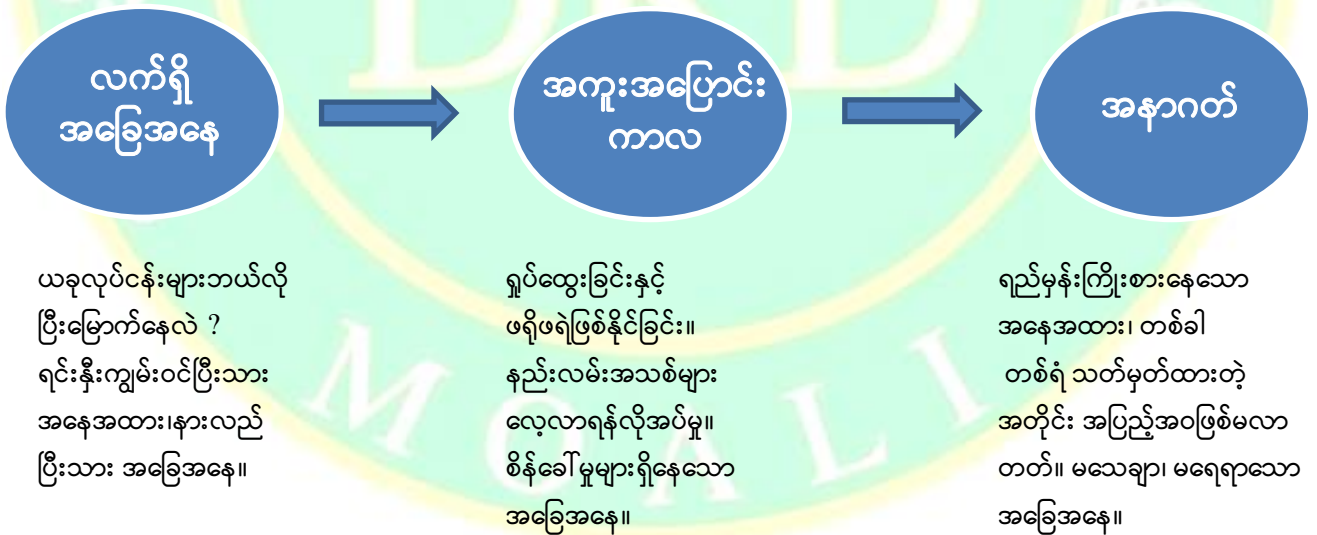 လက်ရှိ
အခြေအနေ
အကူးအပြောင်း
ကာလ
အနာဂတ်
ယခုလုပ်ငန်းများဘယ်လို
ပြီးမြောက်နေလဲ ?
ရင်းနှီးကျွမ်းဝင်ပြီးသား
အနေအထား၊နားလည်
ပြီးသား အခြေအနေ။
ရှုပ်ထွေးခြင်းနှင့်
ဖရိုဖရဲဖြစ်နိုင်ခြင်း။
နည်းလမ်းအသစ်များ
လေ့လာရန်လိုအပ်မှု။
စိန်ခေါ်မှုများရှိနေသော
အခြေအနေ။
ရည်မှန်းကြိုးစားနေသော
အနေအထား၊ တစ်ခါ
တစ်ရံ သတ်မှတ်ထားတဲ့
အတိုင်း အပြည့်အဝဖြစ်မလာ
တတ်။ မသေချာ၊ မရေရာသော
အခြေအနေ။
MOALI